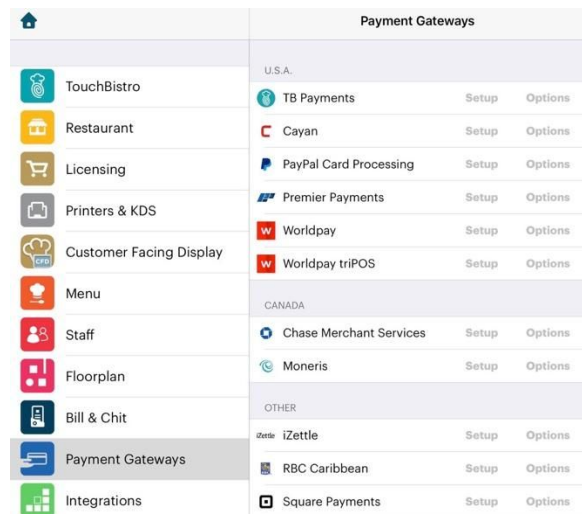 Payment Gateways
TouchBistro
Restaurant
Licensing
Printers & KDS
Customer Facing Display
CFD
Menu
Staff
Floorplan
Bill & Chit
Payment Gateways
Integrations
U.S.A.
TB Payments Setup Options
Cayan Setup Options
PayPal Card Processing Setup Options
Premier Payments Setup Options
W Worldpay Setup Options
W Worldpay triPOS Setup Options
CANADA
Chase Merchant Services Setup Options
Moneris Setup Options
OTHER
iZettle iZettle Setup Options
RBC Caribbean Setup Options
Square Payments Setup Options